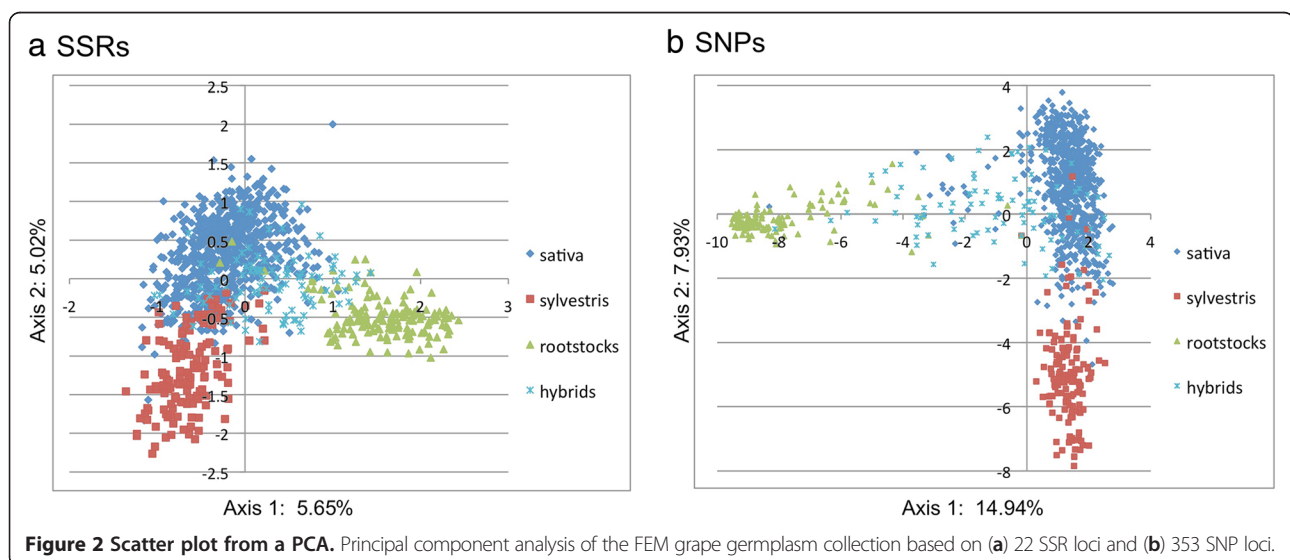 a SSRs
2.5
2
1.5
1
0.5
0
-0.5
-1
-1.5
-2
-2.5
-2 -1 0 1 2 3
Axis 2: 5.02%
Axis 1: 5.65%
sativa
sylvestris
rootstocks
hybrids
b SNPs
4
2
0
-2
-4
-6
-8
-10 -8 -6 -4 -2 0 2 4
Axis 2: 7.93%
Axis 1: 14.94%
sativa
sylvestris
rootstocks
hybrids
Figure 2 Scatter plot from a PCA. Principal component analysis of the FEM grape germplasm collection based on (a) 22 SSR loci and (b) 353 SNP loci.